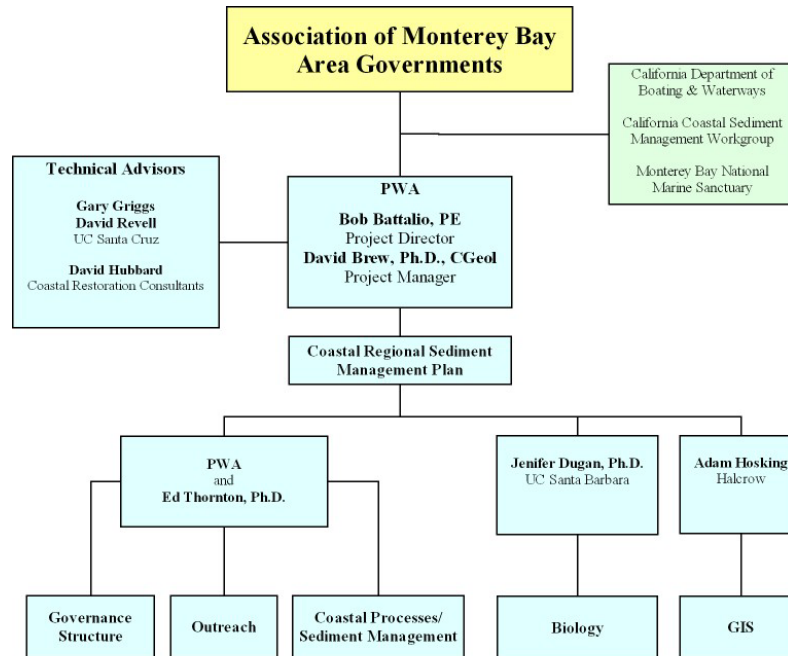 Association of Monterey Bay
Area Governments
California Department of
Boating & Waterways
California Coastal Sediment
Management Workgroup
Monterey Bay National
Marine Sanctuary
Technical Advisors
Gary Griggs
David Revell
UC Santa Cruz
David Hubbard
Coastal Restoration Consultants
PWA
Bob Battalio, PE
Project Director
David Brew, Ph.D., CGeol
Project Manager
Coastal Regional Sediment
Management Plan
PWA
and
Ed Thornton, Ph.D.
Jenifer Dugan, Ph.D.
UC Santa Barbara
Adam Hosking
Halcrow
Governance
Structure
Outreach
Coastal Processes/
Sediment Management
Biology
GIS